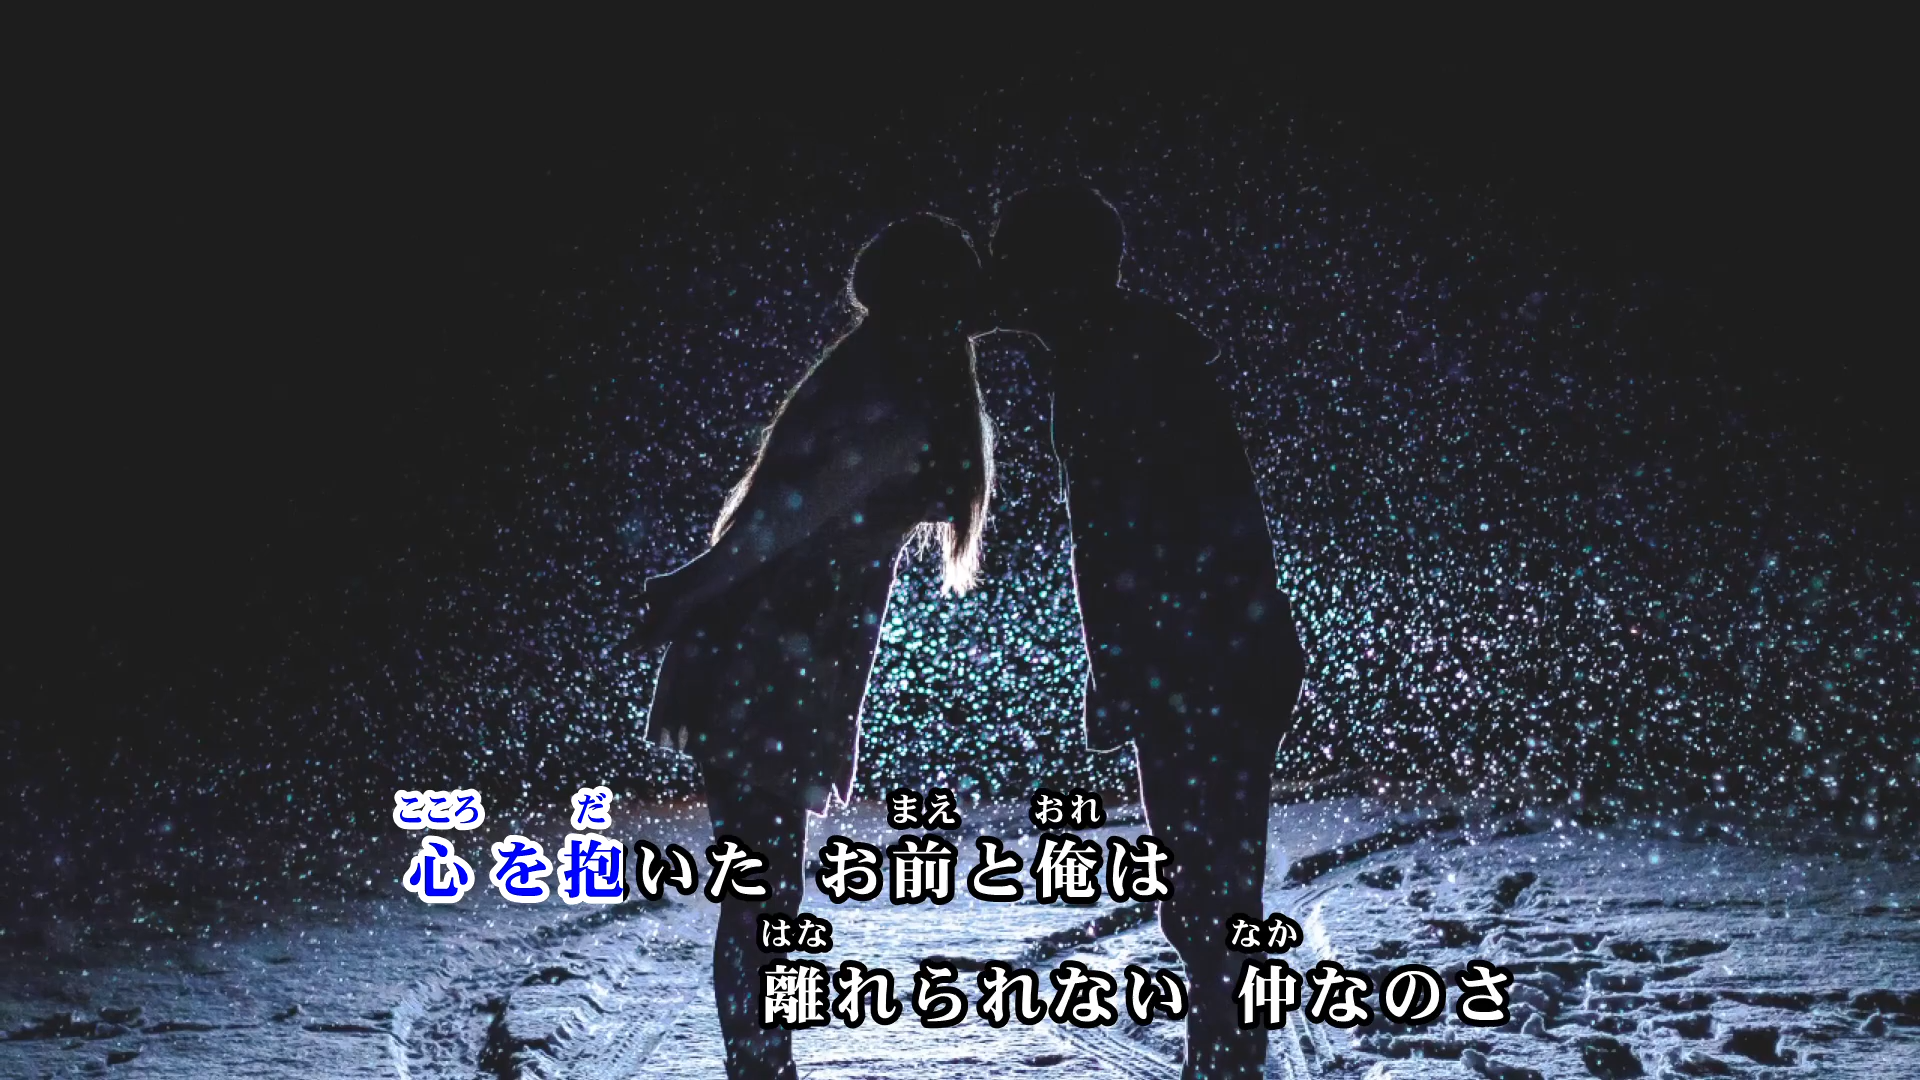 こころ だ まえ おれ
心を抱いた お前と俺は
はな なか
離れられない 仲なのさ